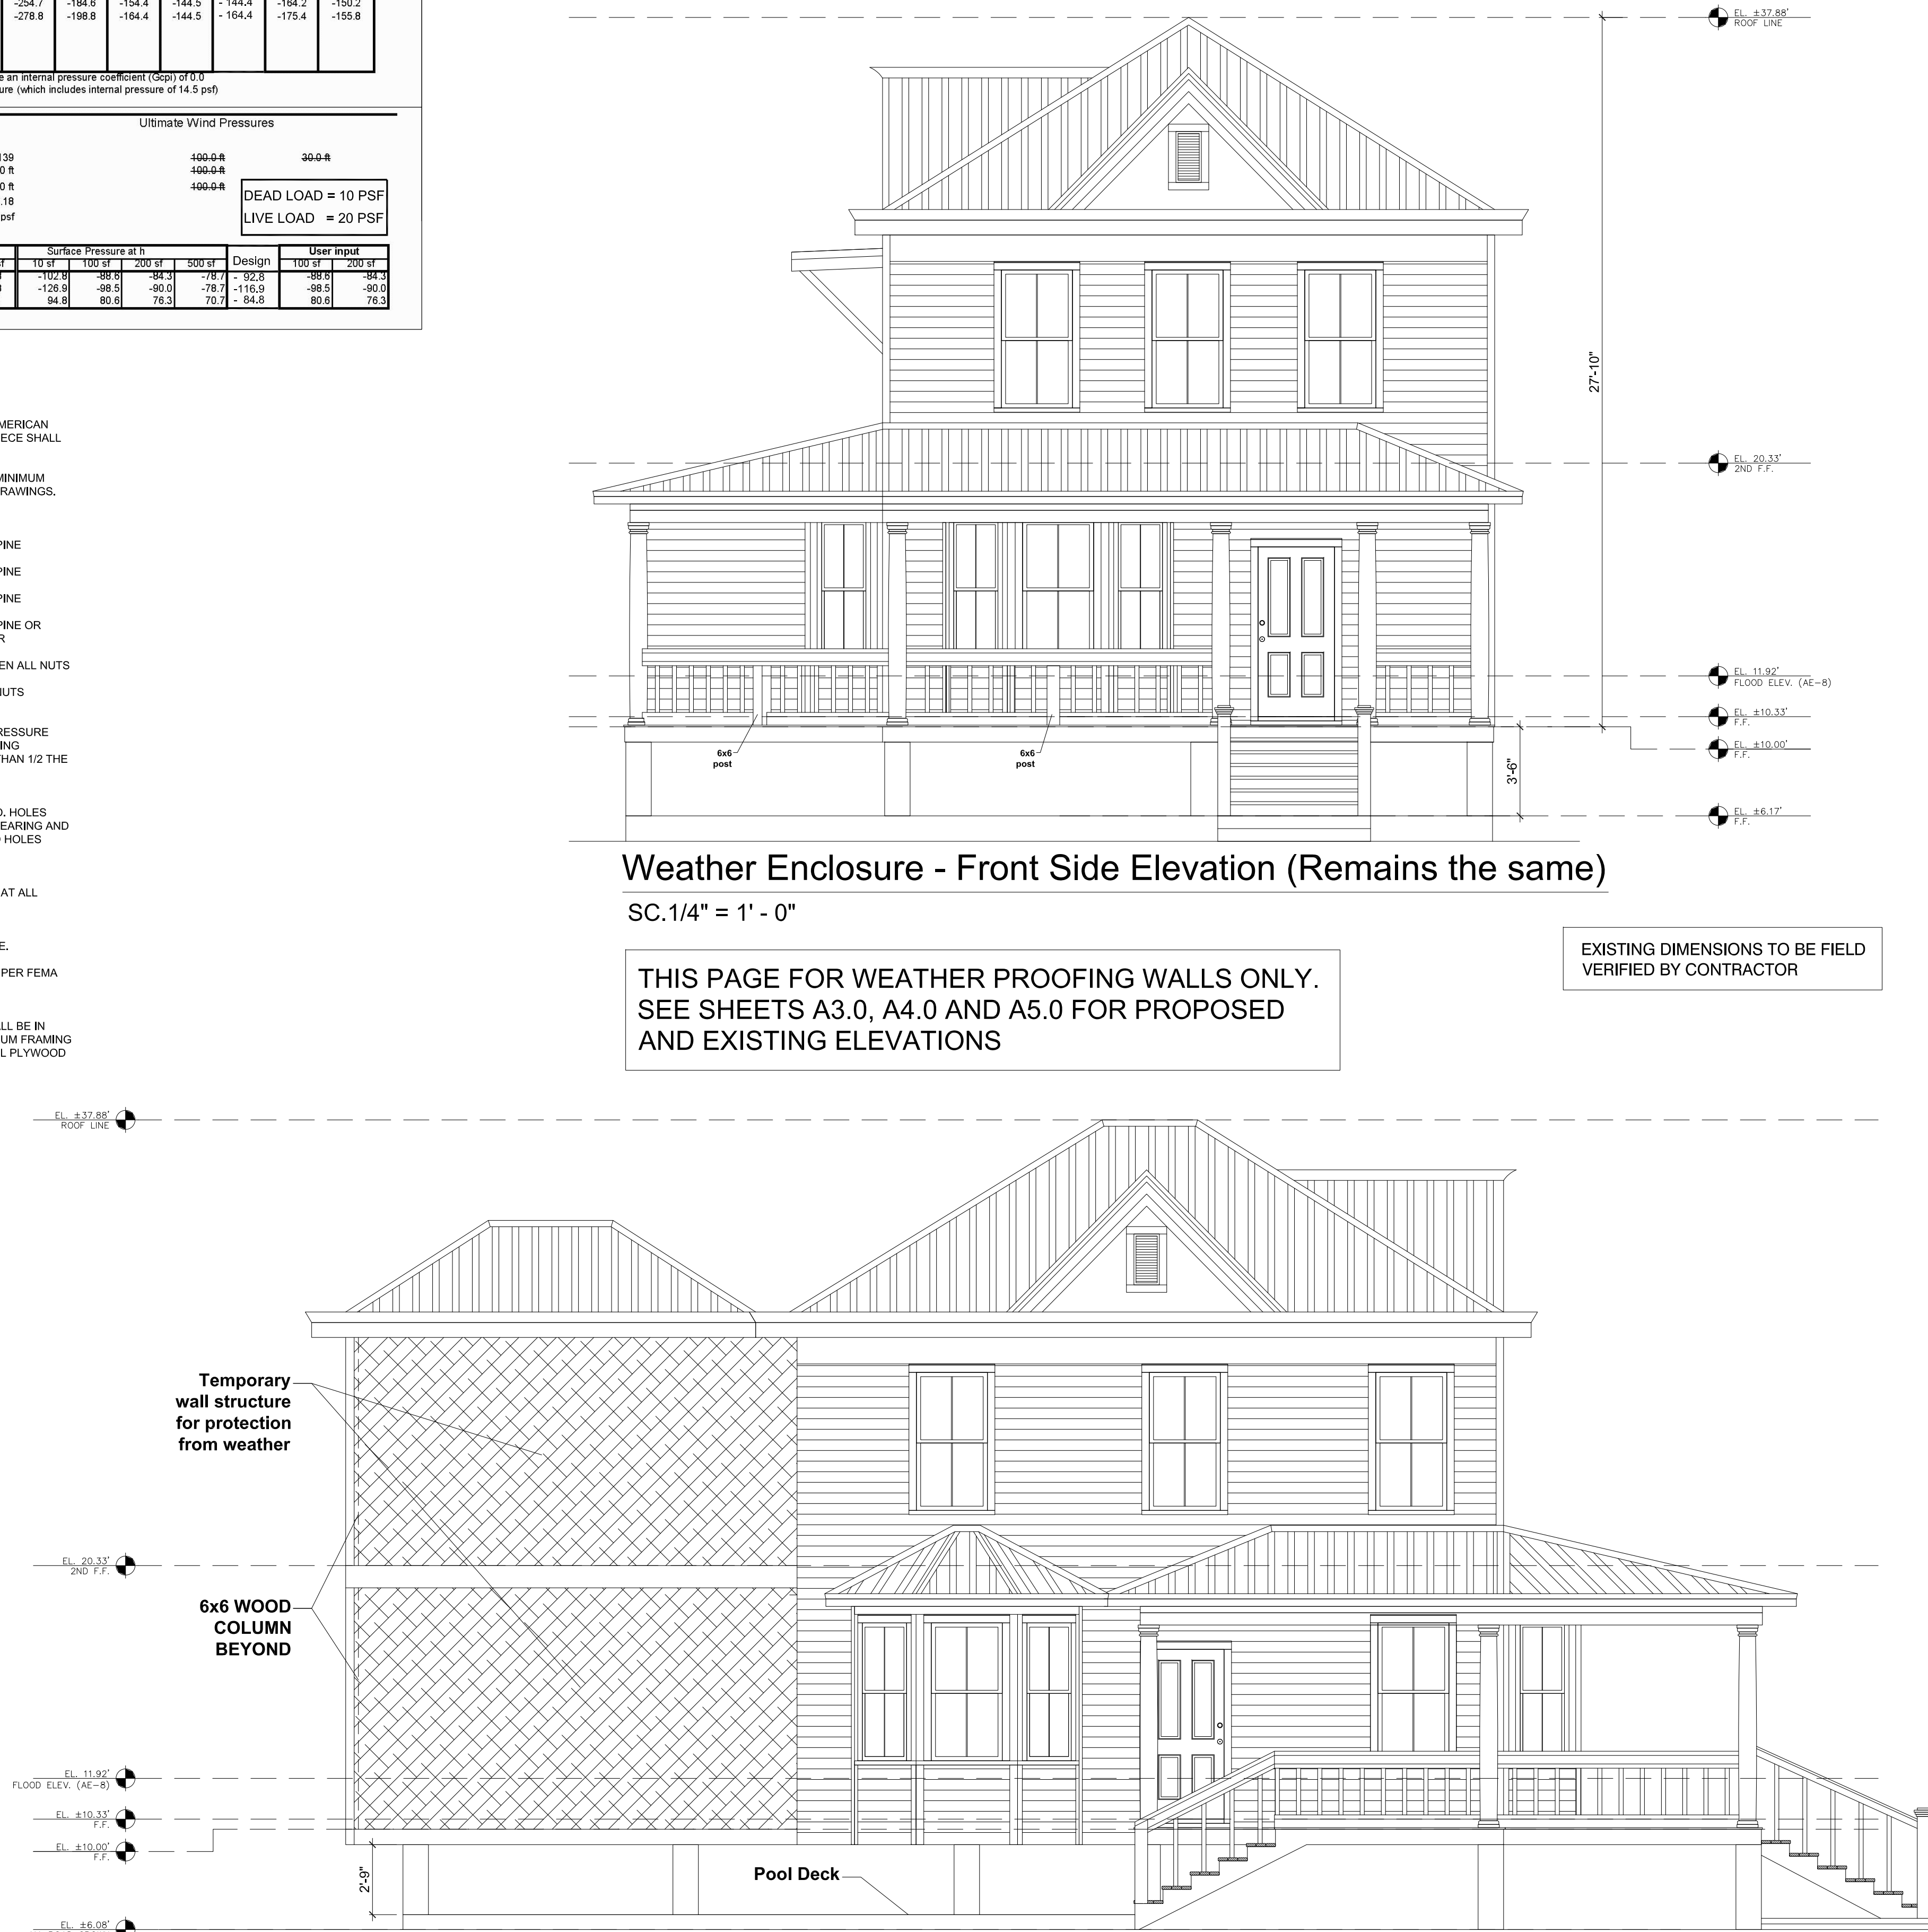 -254.7 -184.6 -154.4 -144.5 - 144.4 -164.2 -150.2
-278.8 -198.8 -164.4 -144.5 - 164.4 -175.4 -155.8
e an internal pressure coefficient (Gcpi) of 0.0
ure (which includes internal pressure of 14.5 psf)
Ultimate Wind Pressures
139 100.0 ft 30.0 ft
0 ft 100.0 ft
0 ft 100.0 ft
.18
psf
DEAD LOAD = 10 PSF
LIVE LOAD = 20 PSF
Surface Pressure at h Design User input
sf 10 sf 100 sf 200 sf 500 sf 100 sf 200 sf
-102.8 -88.6 -84.3 -78.7 - 92.8 -88.6 -84.3
-126.9 -98.5 -90.0 -78.7 -116.9 -98.5 -90.0
94.8 80.6 76.3 70.7 - 84.8 80.6 76.3
MERICAN
ECE SHALL
MINIMUM
RAWINGS.
PINE
PINE
PINE
PINE OR
R
EN ALL NUTS
NUTS
RESSURE
ING
THAN 1/2 THE
O. HOLES
EARING AND
HOLES
AT ALL
E.
PER FEMA
LL BE IN
UM FRAMING
L PLYWOOD
EL. ±37.88'
ROOF LINE
27'-10"
EL. 20.33'
2ND F.F.
EL. 11.92'
FLOOD ELEV. (AE-8)
EL. ±10.33'
F.F.
EL. ±10.00'
F.F.
6x6
post
6x6
post
3'-6"
EL. ±6.17'
F.F.
Weather Enclosure - Front Side Elevation (Remains the same)
SC.1/4" = 1' - 0"
EXISTING DIMENSIONS TO BE FIELD
VERIFIED BY CONTRACTOR
THIS PAGE FOR WEATHER PROOFING WALLS ONLY.
SEE SHEETS A3.0, A4.0 AND A5.0 FOR PROPOSED
AND EXISTING ELEVATIONS
EL. ±37.88'
ROOF LINE
Temporary
wall structure
for protection
from weather
EL. 20.33'
2ND F.F.
6x6 WOOD
COLUMN
BEYOND
EL. 11.92'
FLOOD ELEV. (AE-8)
EL. ±10.33'
F.F.
EL. ±10.00'
F.F.
2'-9"
Pool Deck
EL. ±6.08'